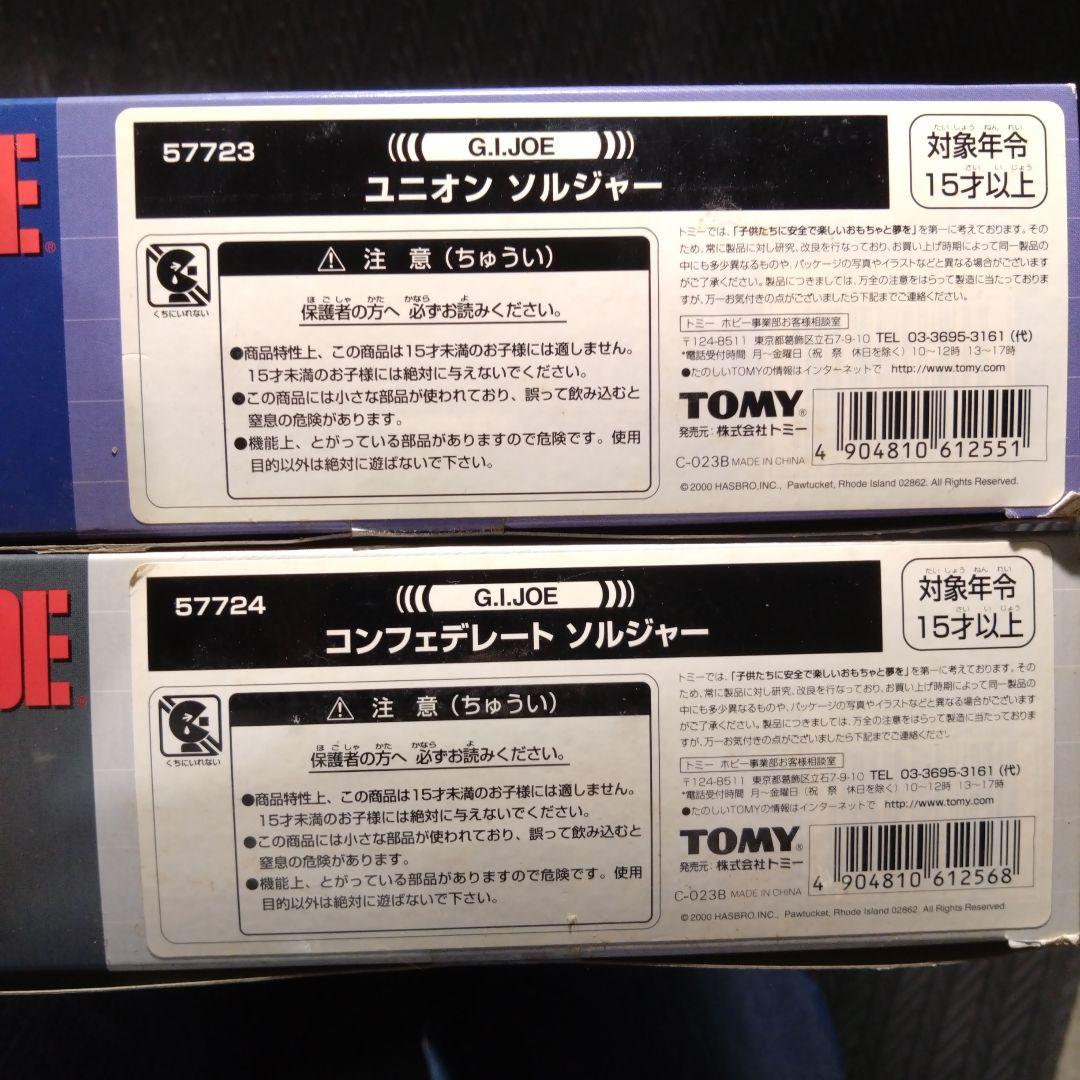 E®
57723
G.I.JOE
ユニオン ソルジャー
たいしょう ねん れい
対象年令
さい い じょう
15才以上
くちにいれない
⚠ 注 意 (ちゅうい)
ほごしゃ かた かなら よ
保護者の方へ 必ずお読みください。
●商品特性上、この商品は15才未満のお子様には適しません。
15才未満のお子様には絶対に与えないでください。
●この商品には小さな部品が使われており、誤って飲み込むと
窒息の危険があります。
●機能上、とがっている部品がありますので危険です。使用
目的以外は絶対に遊ばないで下さい。
トミーでは、「子供たちに安全で楽しいおもちゃと夢を」を第一に考えております。その
ため、常に製品に対し研究、改良を行なっており、お買い上げ時期によって同一製品の
中にも多少異なるものや、パッケージの写真やイラストなどと異なる場合がございます
がご了承ください。製品につきましては、万全の注意をはらって製造に当たっておりま
すが、万一お気付きの点がございましたら下記までご連絡ください。
トミー ホビー事業部お客様相談室
〒124-8511 東京都葛飾区立石7-9-10 TEL 03-3695-3161 (代)
*電話受付時間 月〜金曜日(祝 祭 休日を除く) 10〜12時 13〜17時
●たのしいTOMYの情報はインターネットで http://www.tomy.com
TOMY®
発売元:株式会社トミー
C-023B MADE IN CHINA
4 904810 612551
© 2000 HASBRO,INC., Pawtucket, Rhode Island 02862. All Rights Reserved.
OE®
57724
G.I.JOE
コンフェデレート ソルジャー
たいしょう ねん れい
対象年令
さい い じょう
15才以上
くちにいれない
⚠ 注 意 (ちゅうい)
ほごしゃ かた かなら よ
保護者の方へ 必ずお読みください。
●商品特性上、この商品は15才未満のお子様には適しません。
15才未満のお子様には絶対に与えないでください。
●この商品には小さな部品が使われており、誤って飲み込むと
窒息の危険があります。
●機能上、とがっている部品がありますので危険です。使用
目的以外は絶対に遊ばないで下さい。
トミーでは、「子供たちに安全で楽しいおもちゃと夢を」を第一に考えております。その
ため、常に製品に対し研究、改良を行なっており、お買い上げ時期によって同一製品の
中にも多少異なるものや、パッケージの写真やイラストなどと異なる場合がございます
がご了承ください。製品につきましては、万全の注意をはらって製造に当たっておりま
すが、万一お気付きの点がございましたら下記までご連絡ください
トミー ホビー事業部お客様相談室
〒124-8511 東京都葛飾区立石7-9-10 TEL 03-3695-3161 (代)
*電話受付時間 月〜金曜日(祝 祭 休日を除く) 10〜12時 13〜17時
●たのしいTOMYの情報はインターネットで http://www.tomy.com
TOMY®
発売元:株式会社トミー
C-023B MADE IN CHINA
4 904810 612568
© 2000 HASBRO,INC., Pawtucket, Rhode Island 02862. All Rights Reserved.